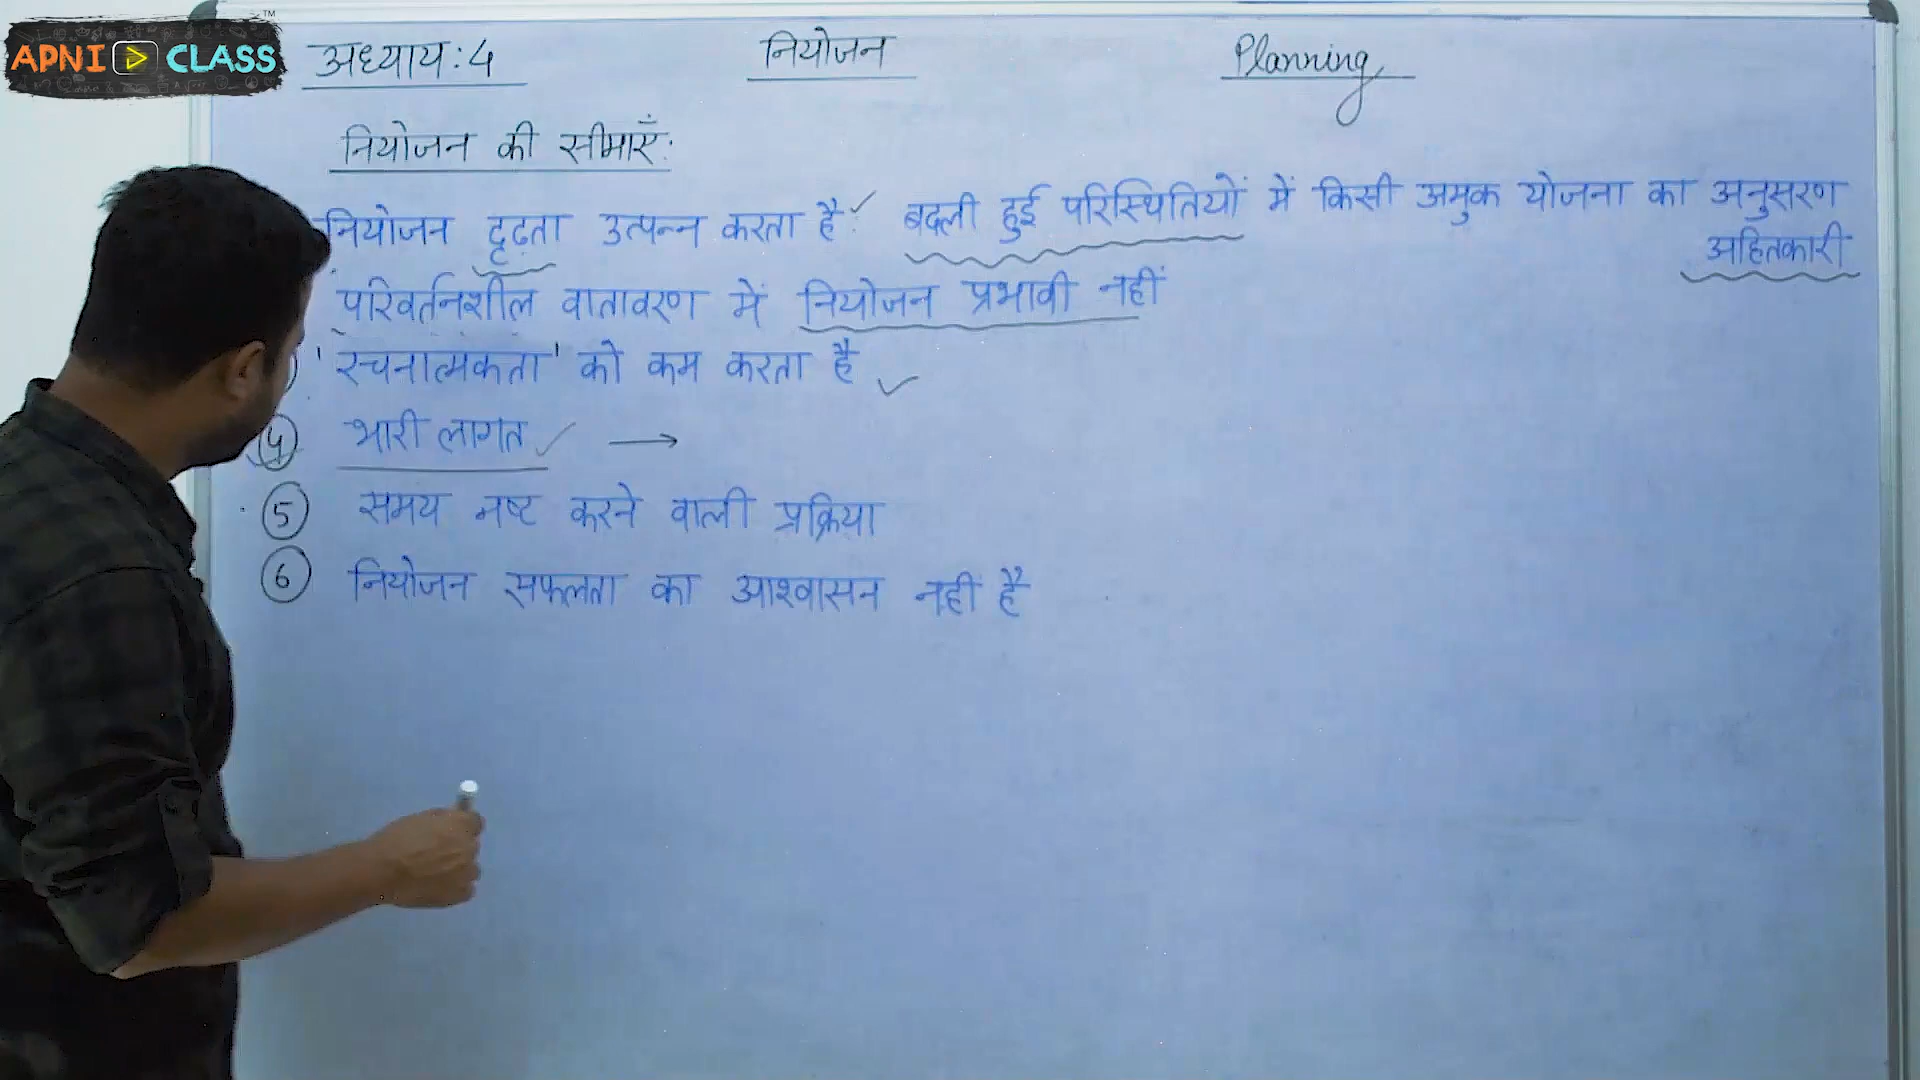 APNI CLASS™
अध्याय: 4 नियोजन Planning
नियोजन की सीमाएँ:
नियोजन दृढ़ता उत्पन्न करता है: बदली हुई परिस्थितियों में किसी अमुक योजना का अनुसरण
अहितकारी
परिवर्तनशील वातावरण में नियोजन प्रभावी नहीं
'रचनात्मकता' को कम करता है
4 भारी लागत →
5 समय नष्ट करने वाली प्रक्रिया
6 नियोजन सफलता का आश्वासन नहीं है